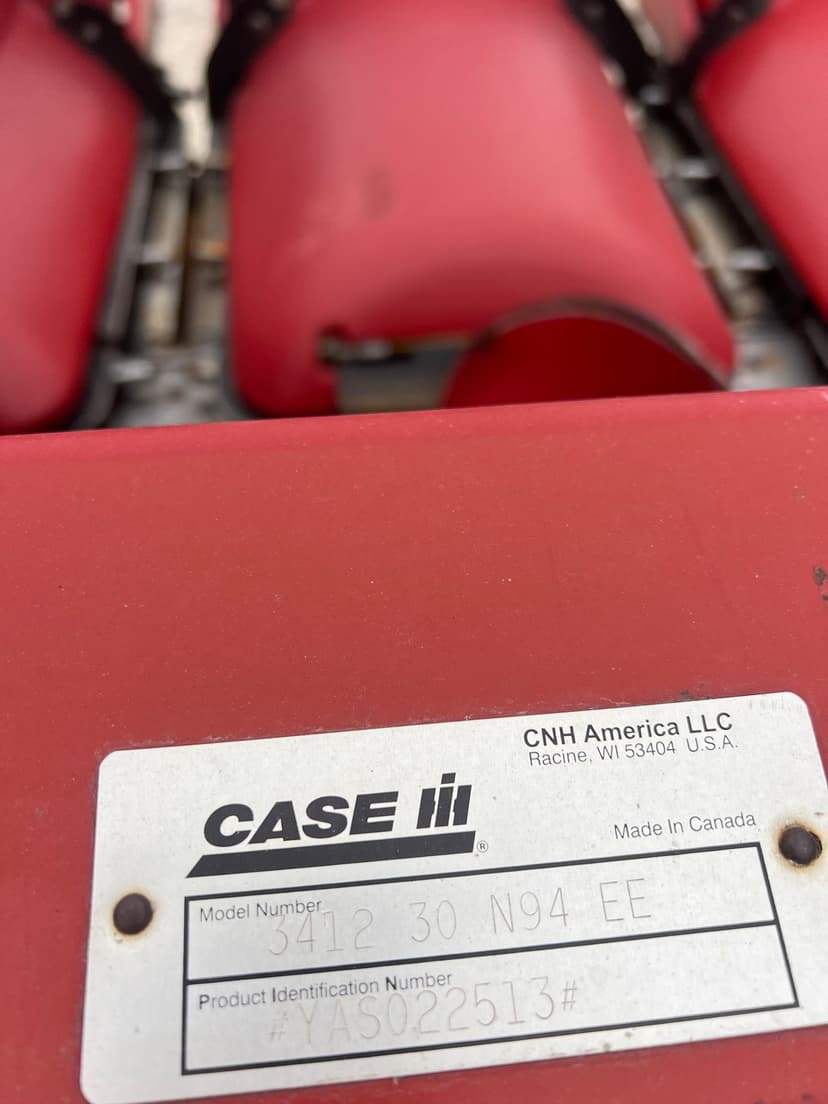 CNH America LLC
Racine, WI 53404 U.S.A.
CASE IH®
Made In Canada
Model Number
3412 30 N94 EE
Product Identification Number
#YAS022513#